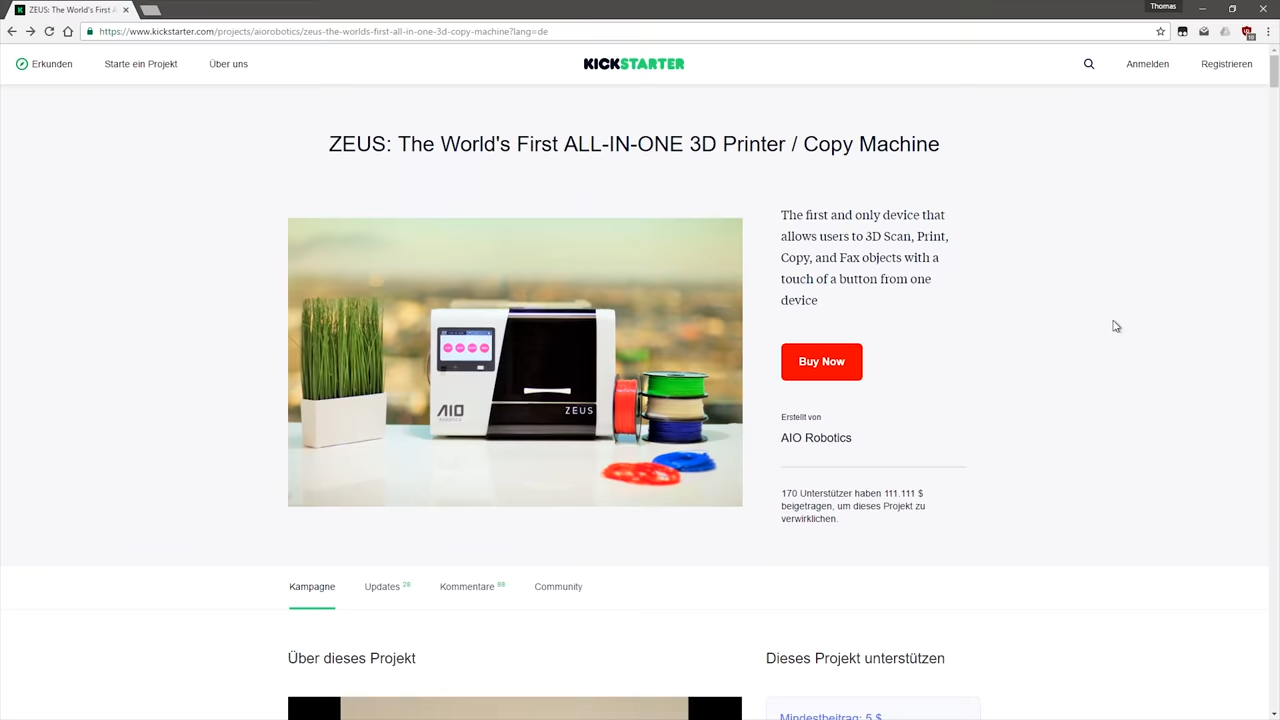 ZEUS: The World's First A
Thomas
https://www.kickstarter.com/projects/aiorobotics/zeus-the-worlds-first-all-in-one-3d-copy-machine?lang=de
Erkunden
Starte ein Projekt
Über uns
KICKSTARTER
Anmelden
Registrieren
ZEUS: The World's First ALL-IN-ONE 3D Printer / Copy Machine
The first and only device that
allows users to 3D Scan, Print,
Copy, and Fax objects with a
touch of a button from one
device
AIO
ZEUS
Buy Now
Erstellt von
AIO Robotics
170 Unterstützer haben 111.111 $
beigetragen, um dieses Projekt zu
verwirklichen.
Kampagne
Updates 28
Kommentare 88
Community
Über dieses Projekt
Dieses Projekt unterstützen
Mindestbeitrag: 5 $